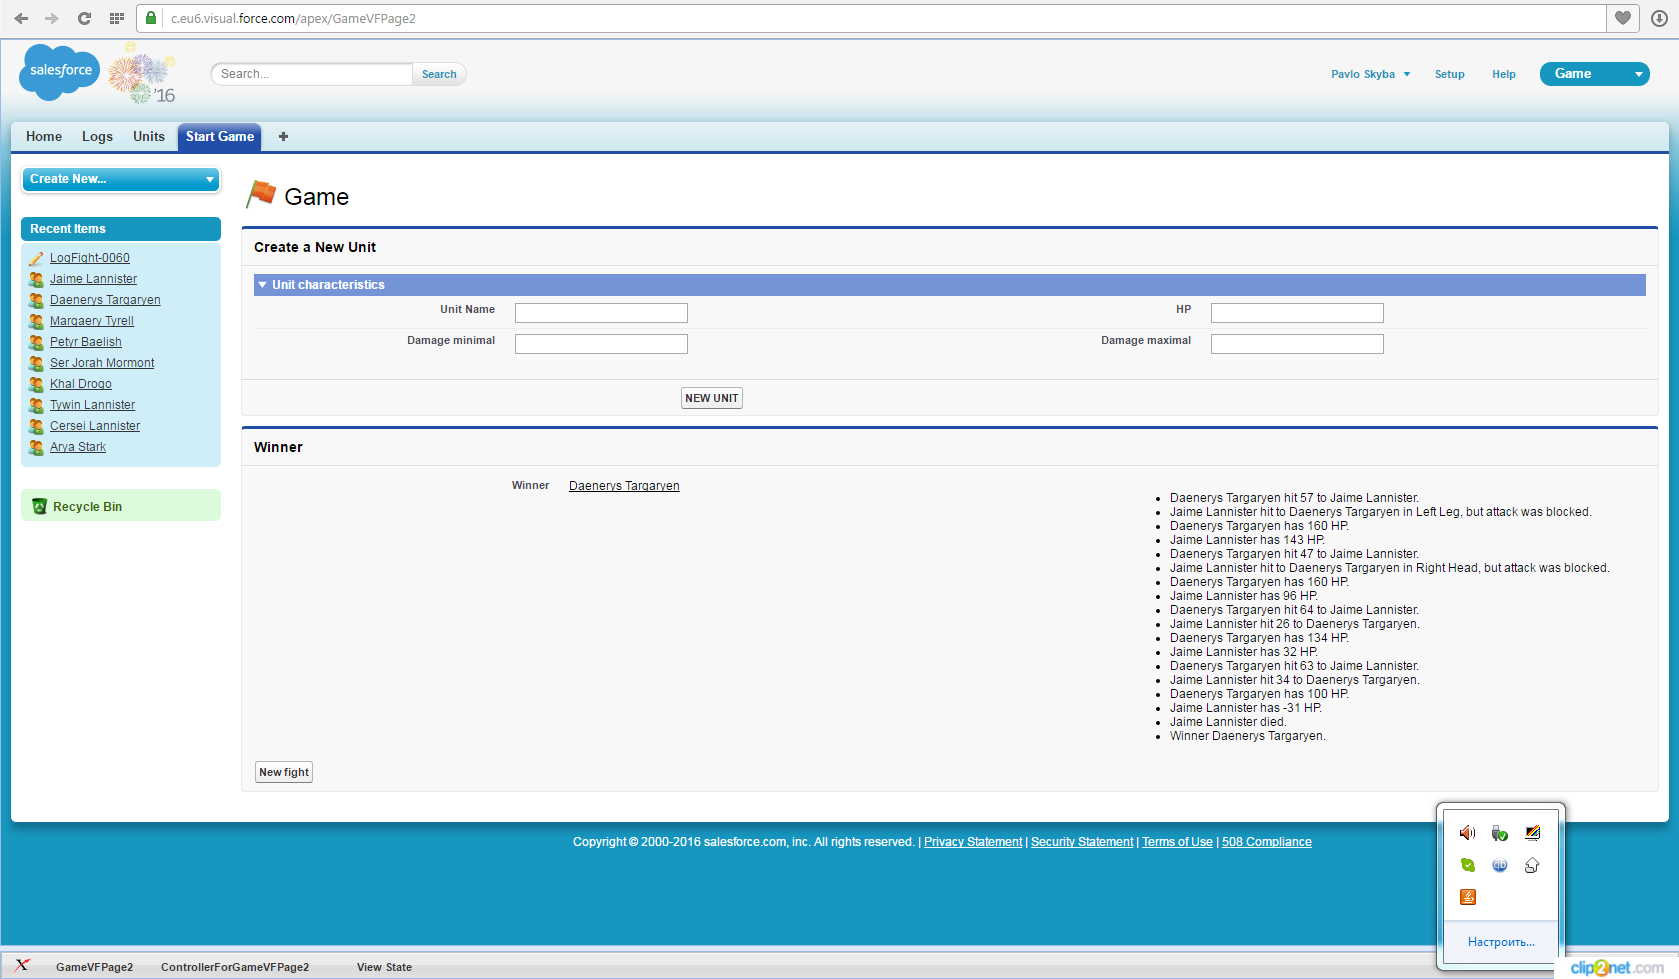 c.eu6.visual.force.com/apex/GameVFPage2
salesforce
'16
Search...
Search
Pavlo Skyba
Setup
Help
Game
Home
Logs
Units
Start Game
+
Create New...
Recent Items
LogFight-0060
Jaime Lannister
Daenerys Targaryen
Margaery Tyrell
Petyr Baelish
Ser Jorah Mormont
Khal Drogo
Tywin Lannister
Cersei Lannister
Arya Stark
Recycle Bin
Game
Create a New Unit
Unit characteristics
Unit Name
HP
Damage minimal
Damage maximal
NEW UNIT
Winner
Winner Daenerys Targaryen
Daenerys Targaryen hit 57 to Jaime Lannister.
Jaime Lannister hit to Daenerys Targaryen in Left Leg, but attack was blocked.
Daenerys Targaryen has 160 HP.
Jaime Lannister has 143 HP.
Daenerys Targaryen hit 47 to Jaime Lannister.
Jaime Lannister hit to Daenerys Targaryen in Right Head, but attack was blocked.
Daenerys Targaryen has 160 HP.
Jaime Lannister has 96 HP.
Daenerys Targaryen hit 64 to Jaime Lannister.
Jaime Lannister hit 26 to Daenerys Targaryen.
Daenerys Targaryen has 134 HP.
Jaime Lannister has 32 HP.
Daenerys Targaryen hit 63 to Jaime Lannister.
Jaime Lannister hit 34 to Daenerys Targaryen.
Daenerys Targaryen has 100 HP.
Jaime Lannister has -31 HP.
Jaime Lannister died.
Winner Daenerys Targaryen.
New fight
Copyright © 2000-2016 salesforce.com, inc. All rights reserved. | Privacy Statement | Security Statement | Terms of Use | 508 Compliance
qb
Настроить...
GameVFPage2
ControllerForGameVFPage2
View State
clip2net.com